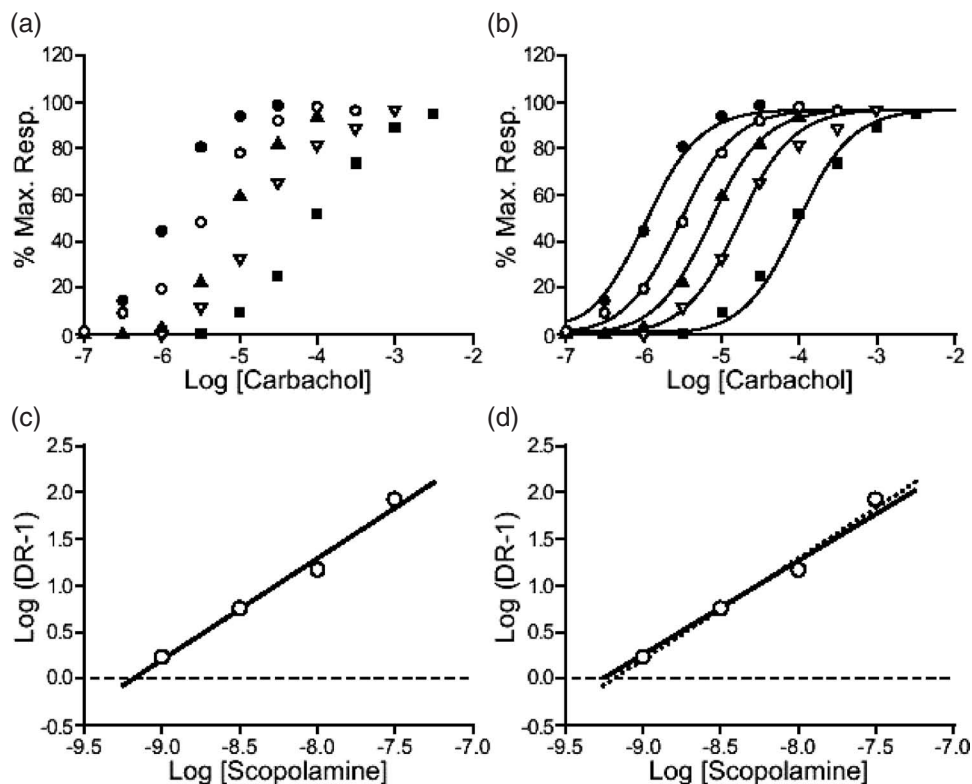 (a)
120
100
80
60
40
20
0
% Max. Resp.
-7 -6 -5 -4 -3 -2
Log [Carbachol]
(b)
120
100
80
60
40
20
0
% Max. Resp.
-7 -6 -5 -4 -3 -2
Log [Carbachol]
(c)
2.5
2.0
1.5
1.0
0.5
0.0
-0.5
Log (DR-1)
-9.5 -9.0 -8.5 -8.0 -7.5 -7.0
Log [Scopolamine]
(d)
2.5
2.0
1.5
1.0
0.5
0.0
-0.5
Log (DR-1)
-9.5 -9.0 -8.5 -8.0 -7.5 -7.0
Log [Scopolamine]